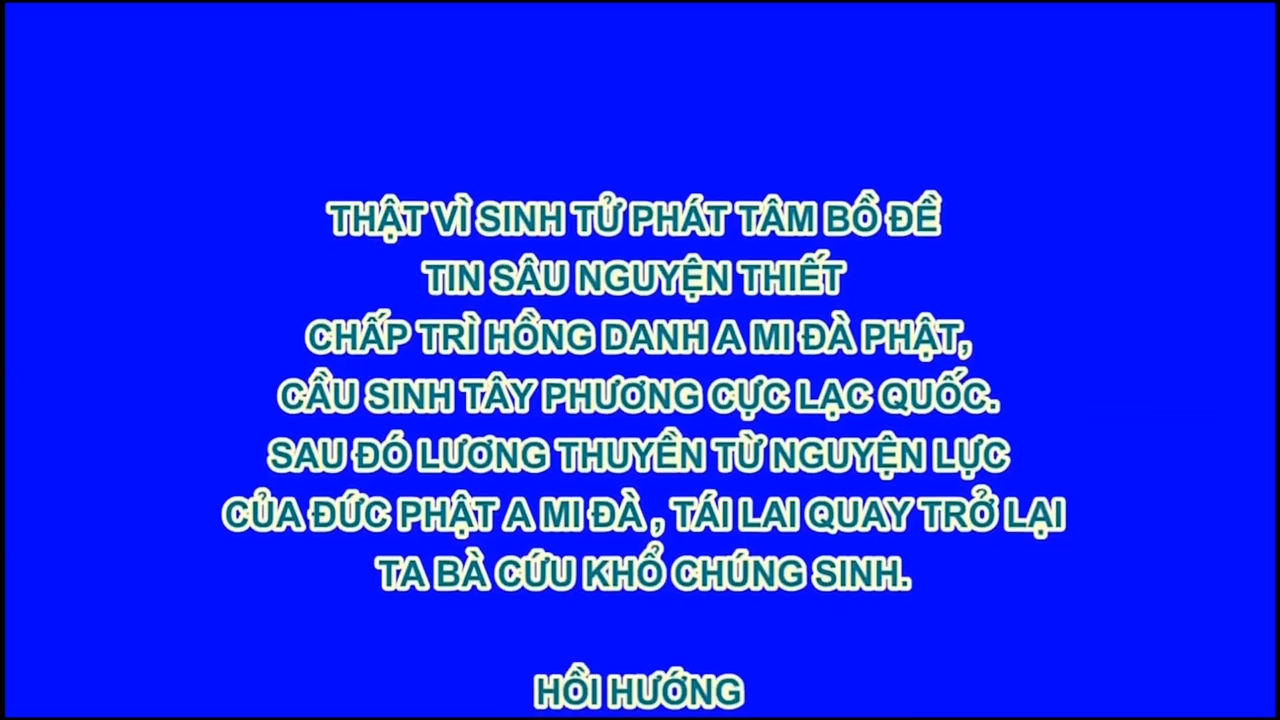 THẬT VÌ SINH TỬ PHÁT TÂM BỒ ĐỀ
TIN SÂU NGUYỆN THIẾT
CHẤP TRÌ HỒNG DANH A MI ĐÀ PHẬT,
CẦU SINH TÂY PHƯƠNG CỰC LẠC QUỐC.
SAU ĐÓ LƯƠNG THUYỀN TỪ NGUYỆN LỰC
CỦA ĐỨC PHẬT A MI ĐÀ , TÁI LAI QUAY TRỞ LẠI
TA BÀ CỨU KHỔ CHÚNG SINH.
HỒI HƯỚNG